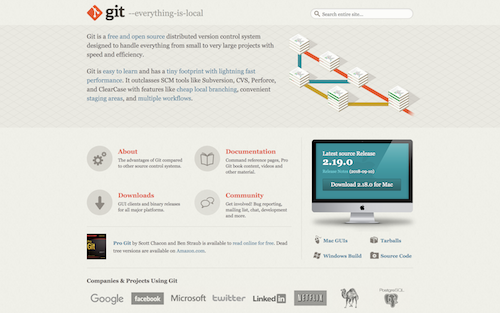 git --everything-is-local
Search entire site...
Git is a free and open source distributed version control system
designed to handle everything from small to very large projects with
speed and efficiency.
Git is easy to learn and has a tiny footprint with lightning fast
performance. It outclasses SCM tools like Subversion, CVS, Perforce,
and ClearCase with features like cheap local branching, convenient
staging areas, and multiple workflows.
About
The advantages of Git compared
to other source control systems.
Documentation
Command reference pages, Pro
Git book content, videos and
other material.
Downloads
GUI clients and binary releases
for all major platforms.
Community
Get involved! Bug reporting,
mailing list, chat, development
and more.
Latest source Release
2.19.0
Release Notes (2018-09-10)
Download 2.18.0 for Mac
Mac GUIs
Tarballs
Windows Build
Source Code
Pro Git by Scott Chacon and Ben Straub is available to read online for free. Dead
tree versions are available on Amazon.com.
Companies & Projects Using Git
Google facebook Microsoft twitter LinkedIn NETFLIX PostgreSQL